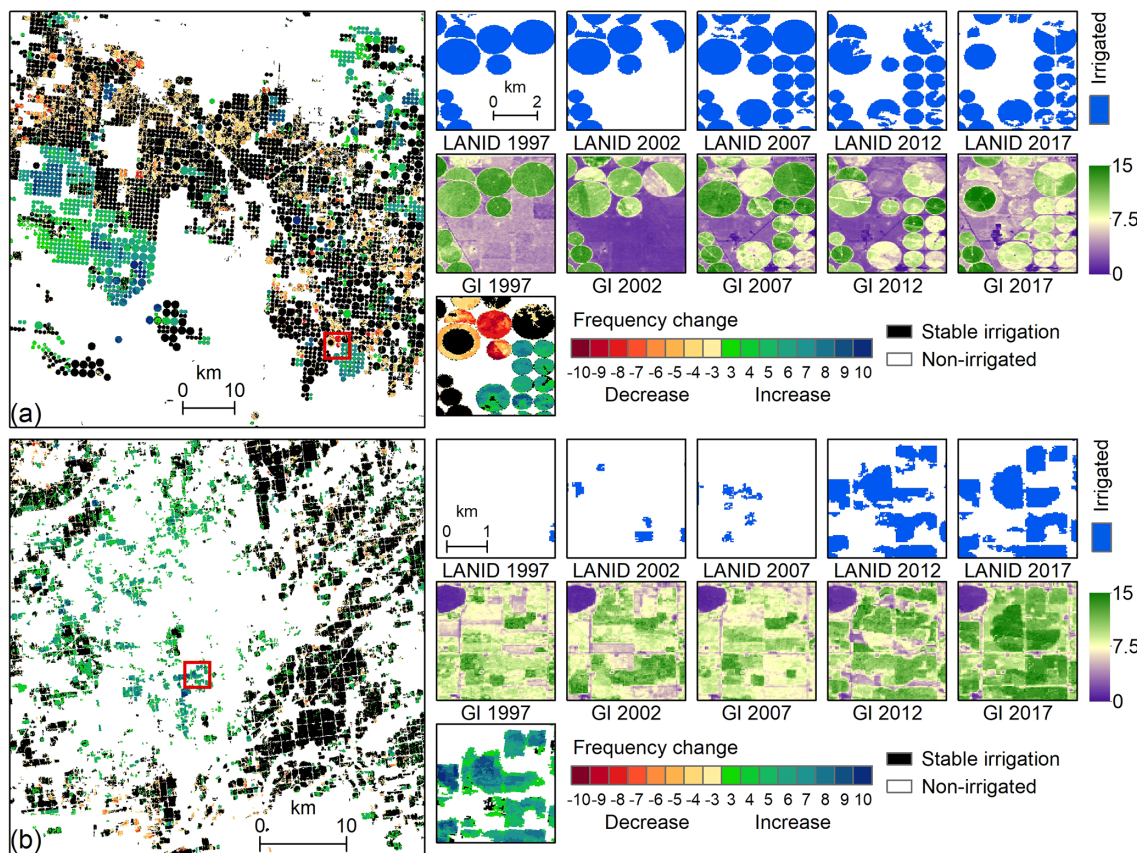 km
0 2
Irrigated
LANID 1997 LANID 2002 LANID 2007 LANID 2012 LANID 2017
15
7.5
0
GI 1997 GI 2002 GI 2007 GI 2012 GI 2017
Frequency change
-10 -9 -8 -7 -6 -5 -4 -3 3 4 5 6 7 8 9 10
Decrease Increase
Stable irrigation
Non-irrigated
km
0 10
(a)
km
0 1
Irrigated
LANID 1997 LANID 2002 LANID 2007 LANID 2012 LANID 2017
15
7.5
0
GI 1997 GI 2002 GI 2007 GI 2012 GI 2017
Frequency change
-10 -9 -8 -7 -6 -5 -4 -3 3 4 5 6 7 8 9 10
Decrease Increase
Stable irrigation
Non-irrigated
km
0 10
(b)